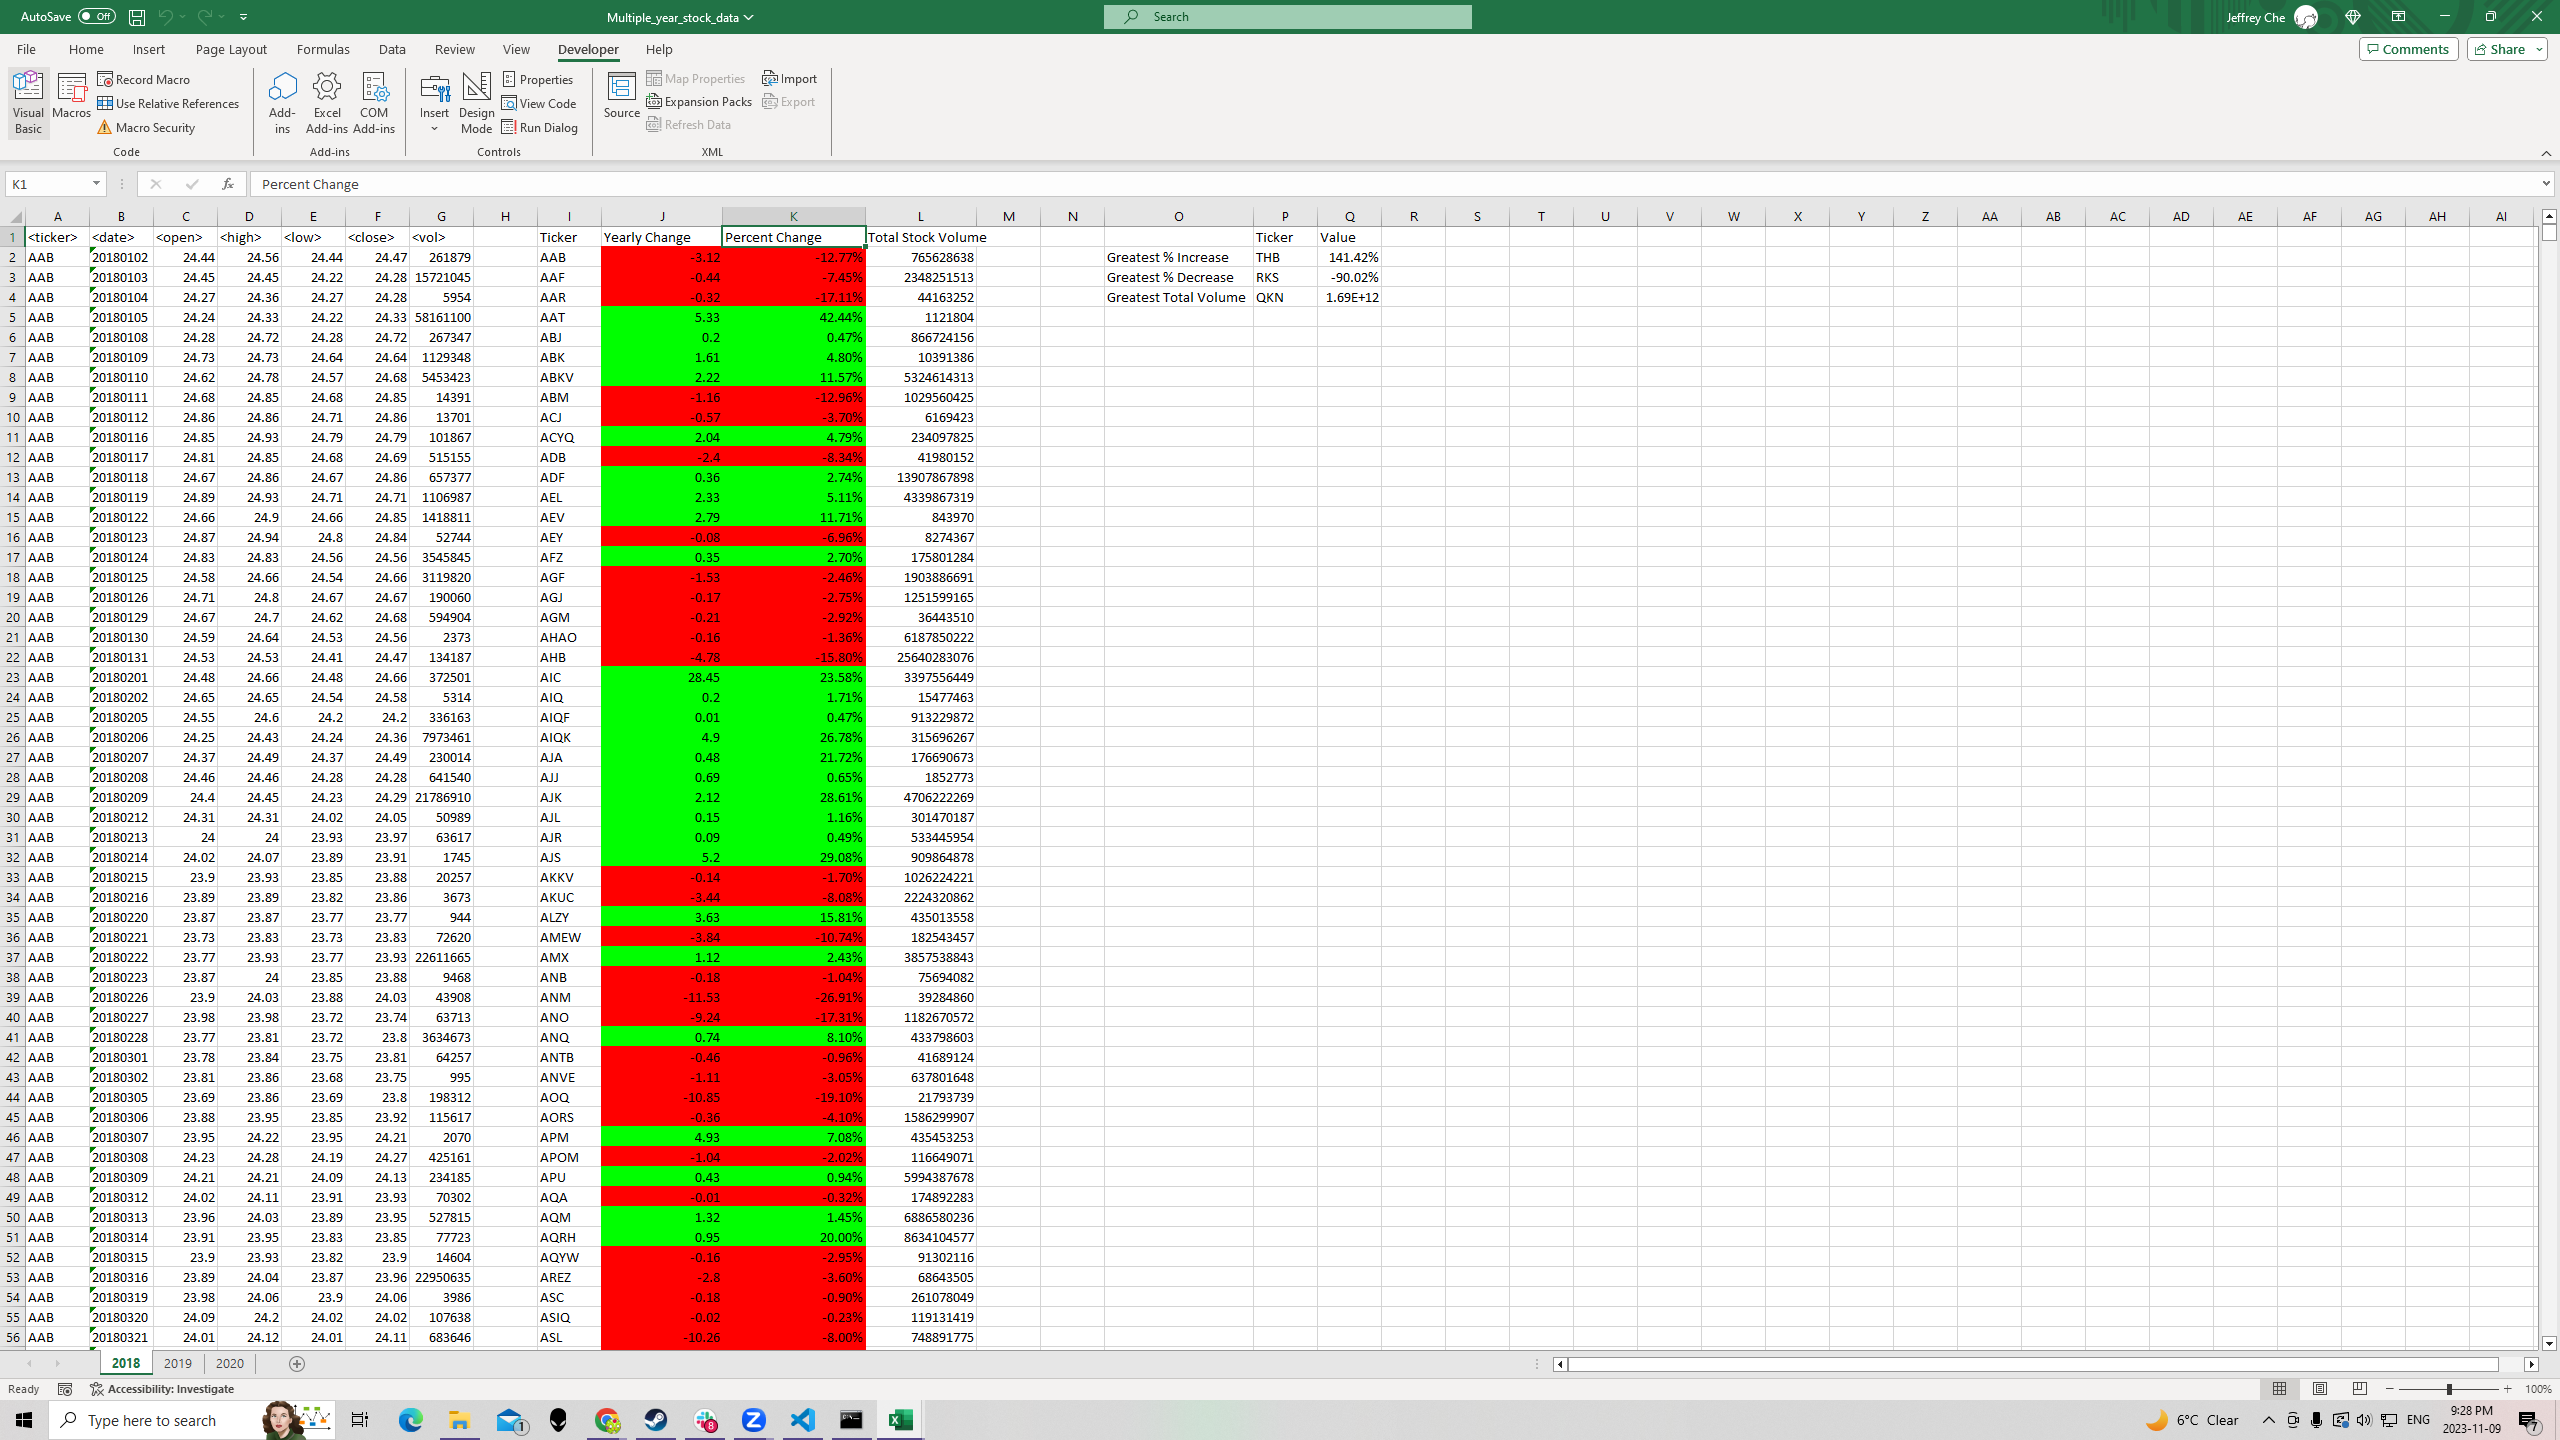 AutoSave Off Multiple_year_stock_data Search Jeffrey Che
File Home Insert Page Layout Formulas Data Review View Developer Help Comments Share
Visual Basic Macros Record Macro Use Relative References Macro Security
Add-ins Excel Add-ins COM Add-ins
Insert Design Mode Properties View Code Run Dialog
Source Map Properties Expansion Packs Refresh Data Import Export
Code Add-ins Controls XML
K1 fx Percent Change
A B C D E F G H I J K L M N O P Q R S T U V W X Y Z AA AB AC AD AE AF AG AH AI
1 <ticker> <date> <open> <high> <low> <close> <vol> Ticker Yearly Change Percent Change Total Stock Volume Ticker Value
2 AAB 20180102 24.44 24.56 24.44 24.47 261879 AAB -3.12 -12.77% 765628638 Greatest % Increase THB 141.42%
3 AAB 20180103 24.45 24.45 24.22 24.28 15721045 AAF -0.44 -7.45% 2348251513 Greatest % Decrease RKS -90.02%
4 AAB 20180104 24.27 24.36 24.27 24.28 5954 AAR -0.32 -17.11% 44163252 Greatest Total Volume QKN 1.69E+12
5 AAB 20180105 24.24 24.33 24.22 24.33 58161100 AAT 5.33 42.44% 1121804
6 AAB 20180108 24.28 24.72 24.28 24.72 267347 ABJ 0.2 0.47% 866724156
7 AAB 20180109 24.73 24.73 24.64 24.64 1129348 ABK 1.61 4.80% 10391386
8 AAB 20180110 24.62 24.78 24.57 24.68 5453423 ABKV 2.22 11.57% 5324614313
9 AAB 20180111 24.68 24.85 24.68 24.85 14391 ABM -1.16 -12.96% 1029560425
10 AAB 20180112 24.86 24.86 24.71 24.86 13701 ACJ -0.57 -3.70% 6169423
11 AAB 20180116 24.85 24.93 24.79 24.79 101867 ACYQ 2.04 4.79% 234097825
12 AAB 20180117 24.81 24.85 24.68 24.69 515155 ADB -2.4 -8.34% 41980152
13 AAB 20180118 24.67 24.86 24.67 24.86 657377 ADF 0.36 2.74% 13907867898
14 AAB 20180119 24.89 24.93 24.71 24.71 1106987 AEL 2.33 5.11% 4339867319
15 AAB 20180122 24.66 24.9 24.66 24.85 1418811 AEV 2.79 11.71% 843970
16 AAB 20180123 24.87 24.94 24.8 24.84 52744 AEY -0.08 -6.96% 8274367
17 AAB 20180124 24.83 24.83 24.56 24.56 3545845 AFZ 0.35 2.70% 175801284
18 AAB 20180125 24.58 24.66 24.54 24.66 3119820 AGF -1.53 -2.46% 1903886691
19 AAB 20180126 24.71 24.8 24.67 24.67 190060 AGJ -0.17 -2.75% 1251599165
20 AAB 20180129 24.67 24.7 24.62 24.68 594904 AGM -0.21 -2.92% 36443510
21 AAB 20180130 24.59 24.64 24.53 24.56 2373 AHAO -0.16 -1.36% 6187850222
22 AAB 20180131 24.53 24.53 24.41 24.47 134187 AHB -4.78 -15.80% 25640283076
23 AAB 20180201 24.48 24.66 24.48 24.66 372501 AIC 28.45 23.58% 3397556449
24 AAB 20180202 24.65 24.65 24.54 24.58 5314 AIQ 0.2 1.71% 15477463
25 AAB 20180205 24.55 24.6 24.2 24.2 336163 AIQF 0.01 0.47% 913229872
26 AAB 20180206 24.25 24.43 24.24 24.36 7973461 AIQK 4.9 26.78% 315696267
27 AAB 20180207 24.37 24.49 24.37 24.49 230014 AJA 0.48 21.72% 176690673
28 AAB 20180208 24.46 24.46 24.28 24.28 641540 AJJ 0.69 0.65% 1852773
29 AAB 20180209 24.4 24.45 24.23 24.29 21786910 AJK 2.12 28.61% 4706222269
30 AAB 20180212 24.31 24.31 24.02 24.05 50989 AJL 0.15 1.16% 301470187
31 AAB 20180213 24 24 23.93 23.97 63617 AJR 0.09 0.49% 533445954
32 AAB 20180214 24.02 24.07 23.89 23.91 1745 AJS 5.2 29.08% 909864878
33 AAB 20180215 23.9 23.93 23.85 23.88 20257 AKKV -0.14 -1.70% 1026224221
34 AAB 20180216 23.89 23.89 23.82 23.86 3673 AKUC -3.44 -8.08% 2224320862
35 AAB 20180220 23.87 23.87 23.77 23.77 944 ALZY 3.63 15.81% 435013558
36 AAB 20180221 23.73 23.83 23.73 23.83 72620 AMEW -3.84 -10.74% 182543457
37 AAB 20180222 23.77 23.93 23.77 23.93 22611665 AMX 1.12 2.43% 3857538843
38 AAB 20180223 23.87 24 23.85 23.88 9468 ANB -0.18 -1.04% 75694082
39 AAB 20180226 23.9 24.03 23.88 24.03 43908 ANM -11.53 -26.91% 39284860
40 AAB 20180227 23.98 23.98 23.72 23.74 63713 ANO -9.24 -17.31% 1182670572
41 AAB 20180228 23.77 23.81 23.72 23.8 3634673 ANQ 0.74 8.10% 433798603
42 AAB 20180301 23.78 23.84 23.75 23.81 64257 ANTB -0.46 -0.96% 41689124
43 AAB 20180302 23.81 23.86 23.68 23.75 995 ANVE -1.11 -3.05% 637801648
44 AAB 20180305 23.69 23.86 23.69 23.8 198312 AOQ -10.85 -19.10% 21793739
45 AAB 20180306 23.88 23.95 23.85 23.92 115617 AORS -0.36 -4.10% 1586299907
46 AAB 20180307 23.95 24.22 23.95 24.21 2070 APM 4.93 7.08% 435453253
47 AAB 20180308 24.23 24.28 24.19 24.27 425161 APOM -1.04 -2.02% 116649071
48 AAB 20180309 24.21 24.21 24.09 24.13 234185 APU 0.43 0.94% 5994387678
49 AAB 20180312 24.02 24.11 23.91 23.93 70302 AQA -0.01 -0.32% 174892283
50 AAB 20180313 23.96 24.03 23.89 23.95 527815 AQM 1.32 1.45% 6886580236
51 AAB 20180314 23.91 23.95 23.83 23.85 77723 AQRH 0.95 20.00% 8634104577
52 AAB 20180315 23.9 23.93 23.82 23.9 14604 AQYW -0.16 -2.95% 91302116
53 AAB 20180316 23.89 24.04 23.87 23.96 22950635 AREZ -2.8 -3.60% 68643505
54 AAB 20180319 23.98 24.06 23.9 24.06 3986 ASC -0.18 -0.90% 261078049
55 AAB 20180320 24.09 24.2 24.02 24.02 107638 ASIQ -0.02 -0.23% 119131419
56 AAB 20180321 24.01 24.12 24.01 24.11 683646 ASL -10.26 -8.00% 748891775
2018 2019 2020
Ready Accessibility: Investigate 100%
Type here to search 1 8 6°C Clear ENG 9:28 PM 2023-11-09 7